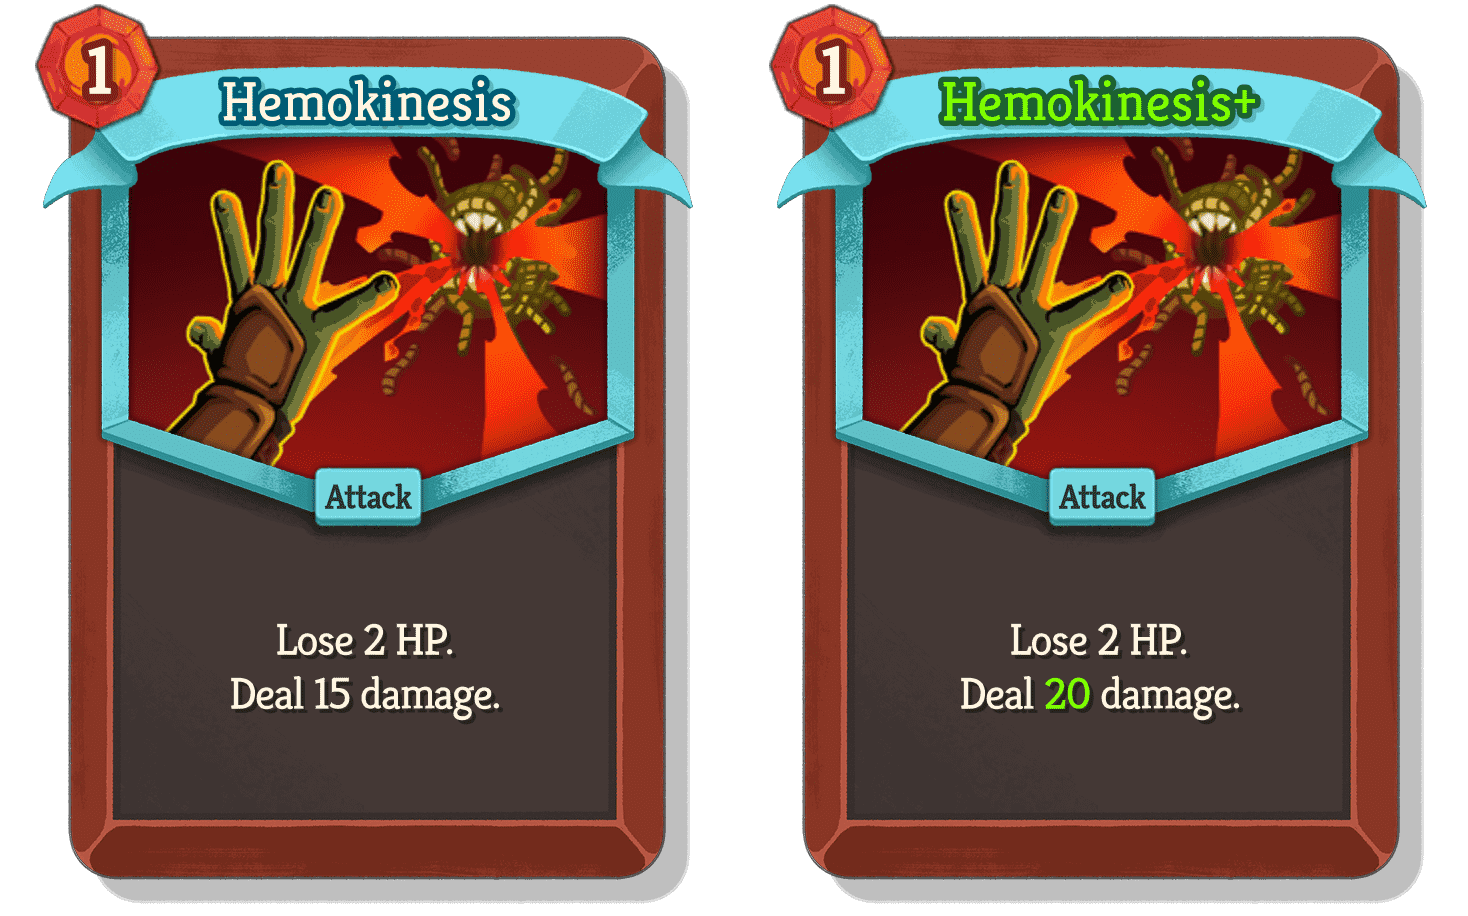 1
Hemokinesis
Attack
Lose 2 HP.
Deal 15 damage.
1
Hemokinesis+
Attack
Lose 2 HP.
Deal 20 damage.